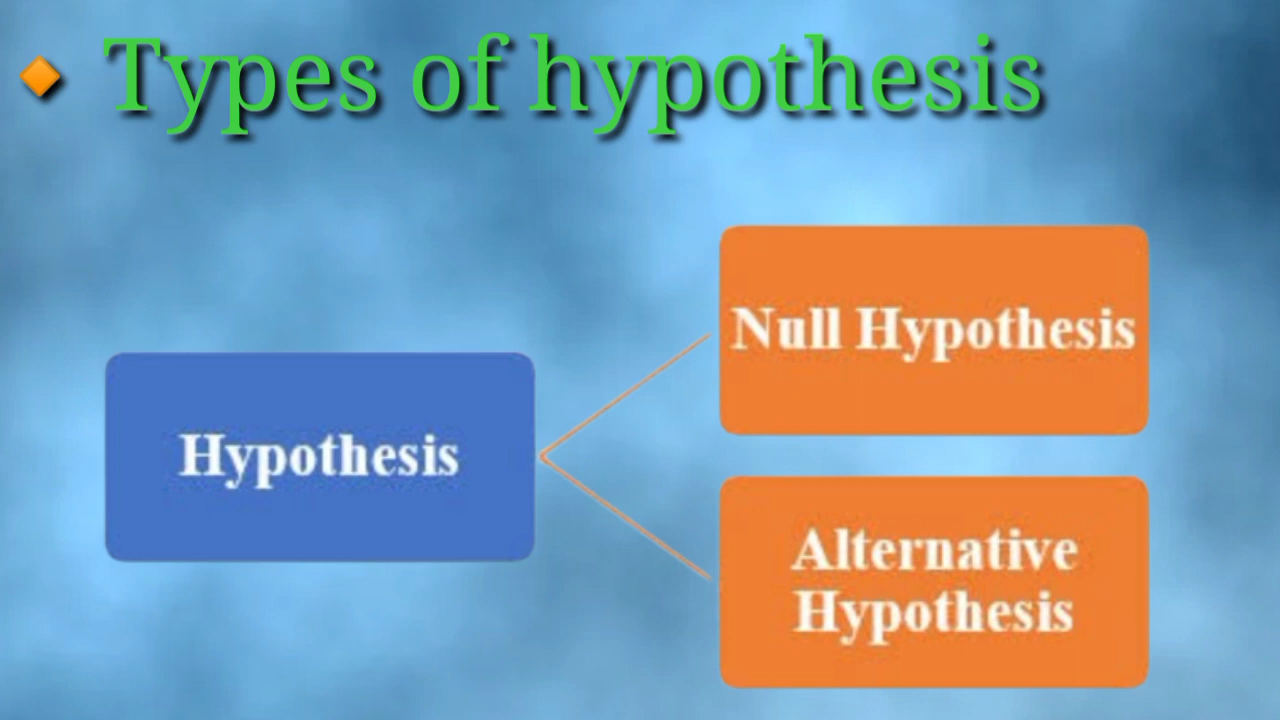 Types of hypothesis
Null Hypothesis
Hypothesis
Alternative
Hypothesis